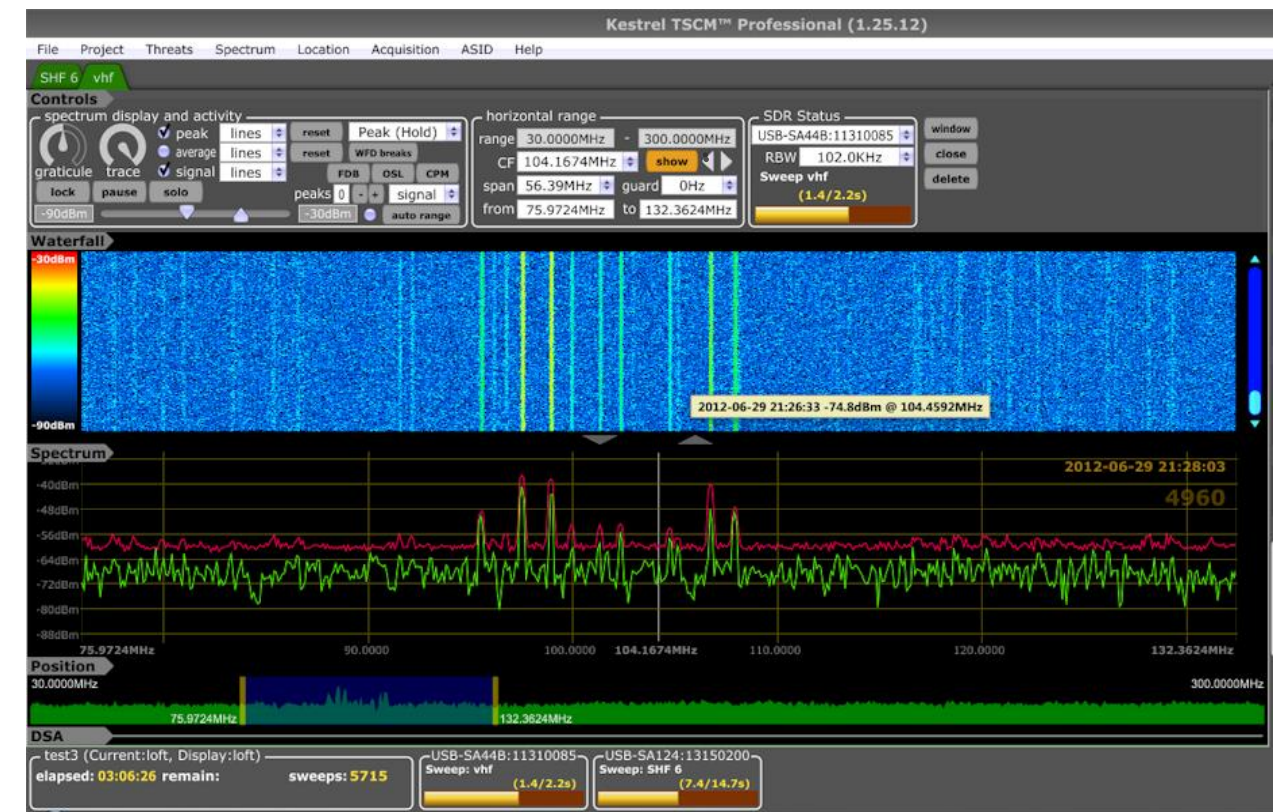 Kestrel TSCM™ Professional (1.25.12)
File Project Threats Spectrum Location Acquisition ASID Help
SHF 6 vhf
Controls
spectrum display and activity
peak lines reset Peak (Hold)
average lines reset WFD breaks
graticule trace signal lines FDB OSL CPM
lock pause solo peaks 0 - + signal
-90dBm -30dBm auto range
horizontal range
range 30.0000MHz - 300.0000MHz
CF 104.1674MHz show
span 56.39MHz guard 0Hz
from 75.9724MHz to 132.3624MHz
SDR Status
USB-SA44B:11310085 window
RBW 102.0KHz close
Sweep vhf delete
(1.4/2.2s)
Waterfall
-30dBm
2012-06-29 21:26:33 -74.8dBm @ 104.4592MHz
-90dBm
Spectrum
2012-06-29 21:28:03
-40dBm
4960
-48dBm
-56dBm
-64dBm
-72dBm
-80dBm
-88dBm
75.9724MHz 90.0000 100.0000 104.1674MHz 110.0000 120.0000 132.3624MHz
Position
30.0000MHz 300.0000MHz
75.9724MHz 132.3624MHz
DSA
test3 (Current:loft, Display:loft)
elapsed: 03:06:26 remain: sweeps: 5715
USB-SA44B:11310085
Sweep: vhf
(1.4/2.2s)
USB-SA124:13150200
Sweep: SHF 6
(7.4/14.7s)